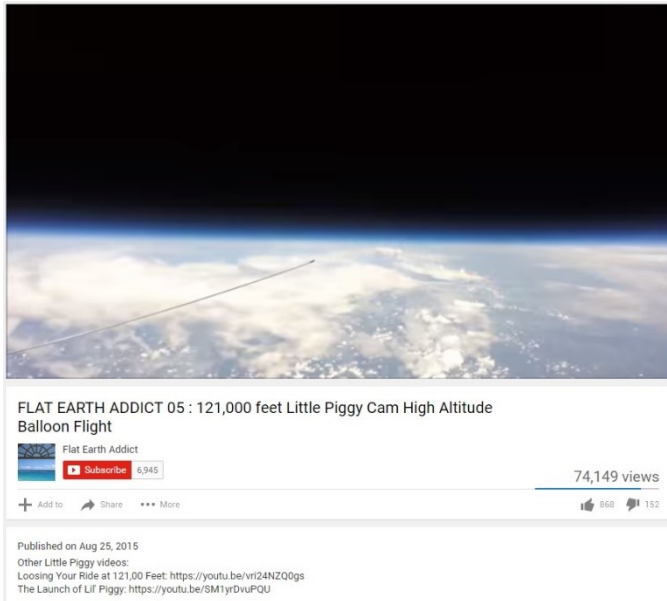 FLAT EARTH ADDICT 05 : 121,000 feet Little Piggy Cam High Altitude
Balloon Flight
Flat Earth Addict
Subscribe 6,945
74,149 views
Add to Share More
868 152
Published on Aug 25, 2015
Other Little Piggy videos:
Loosing Your Ride at 121,00 Feet: https://youtu.be/vri24NZQ0gs
The Launch of Lil' Piggy: https://youtu.be/SM1yrDvuPQU